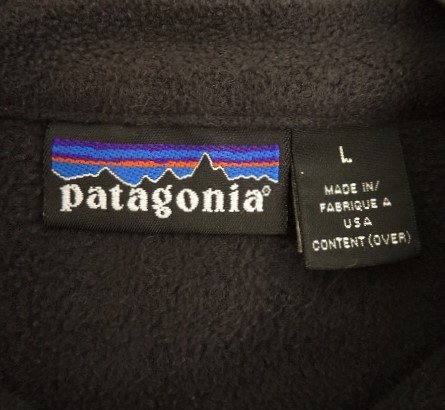 patagonia®
L
MADE IN/
FABRIQUE A
USA
CONTENT (OVER)